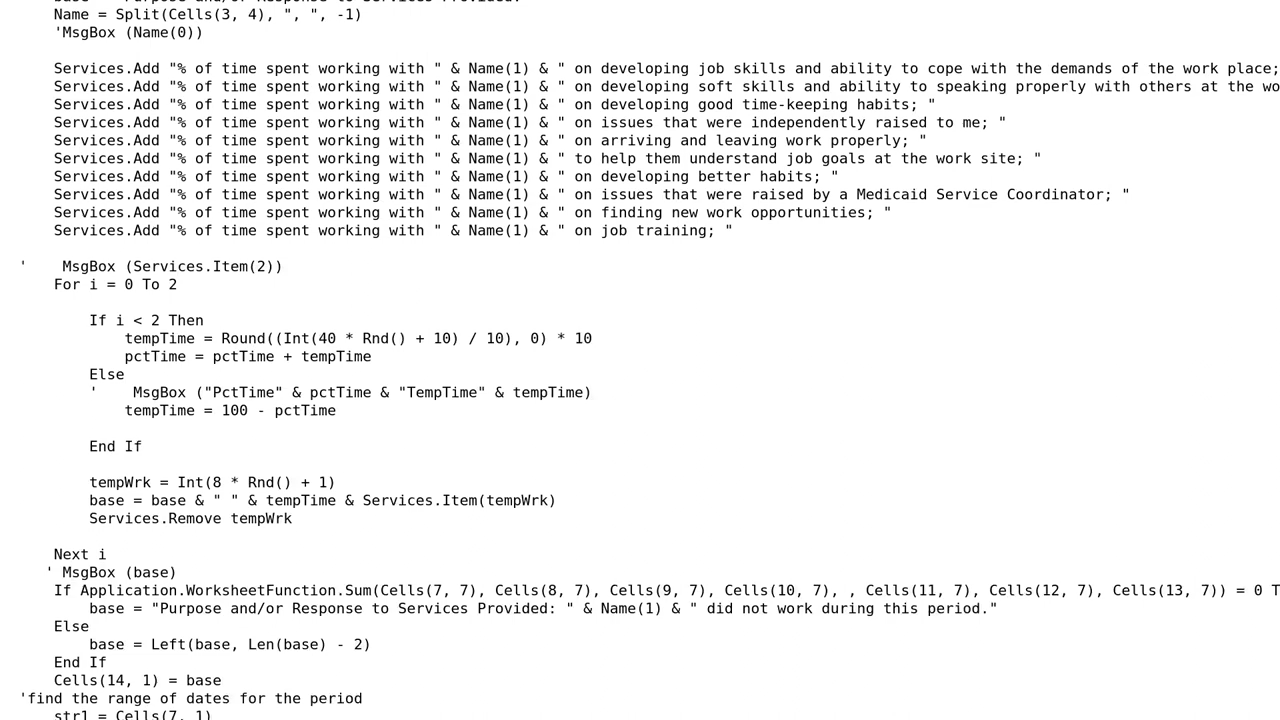 Name = Split(Cells(3, 4), ", ", -1)
'MsgBox (Name(0))
Services.Add "% of time spent working with " & Name(1) & " on developing job skills and ability to cope with the demands of the work place;
Services.Add "% of time spent working with " & Name(1) & " on developing soft skills and ability to speaking properly with others at the wo
Services.Add "% of time spent working with " & Name(1) & " on developing good time-keeping habits; "
Services.Add "% of time spent working with " & Name(1) & " on issues that were independently raised to me; "
Services.Add "% of time spent working with " & Name(1) & " on arriving and leaving work properly; "
Services.Add "% of time spent working with " & Name(1) & " to help them understand job goals at the work site; "
Services.Add "% of time spent working with " & Name(1) & " on developing better habits; "
Services.Add "% of time spent working with " & Name(1) & " on issues that were raised by a Medicaid Service Coordinator; "
Services.Add "% of time spent working with " & Name(1) & " on finding new work opportunities; "
Services.Add "% of time spent working with " & Name(1) & " on job training; "
' MsgBox (Services.Item(2))
For i = 0 To 2
If i < 2 Then
tempTime = Round((Int(40 * Rnd() + 10) / 10), 0) * 10
pctTime = pctTime + tempTime
Else
' MsgBox ("PctTime" & pctTime & "TempTime" & tempTime)
tempTime = 100 - pctTime
End If
tempWrk = Int(8 * Rnd() + 1)
base = base & " " & tempTime & Services.Item(tempWrk)
Services.Remove tempWrk
Next i
' MsgBox (base)
If Application.WorksheetFunction.Sum(Cells(7, 7), Cells(8, 7), Cells(9, 7), Cells(10, 7), , Cells(11, 7), Cells(12, 7), Cells(13, 7)) = 0 T
base = "Purpose and/or Response to Services Provided: " & Name(1) & " did not work during this period."
Else
base = Left(base, Len(base) - 2)
End If
Cells(14, 1) = base
'find the range of dates for the period
str1 = Cells(7, 1)